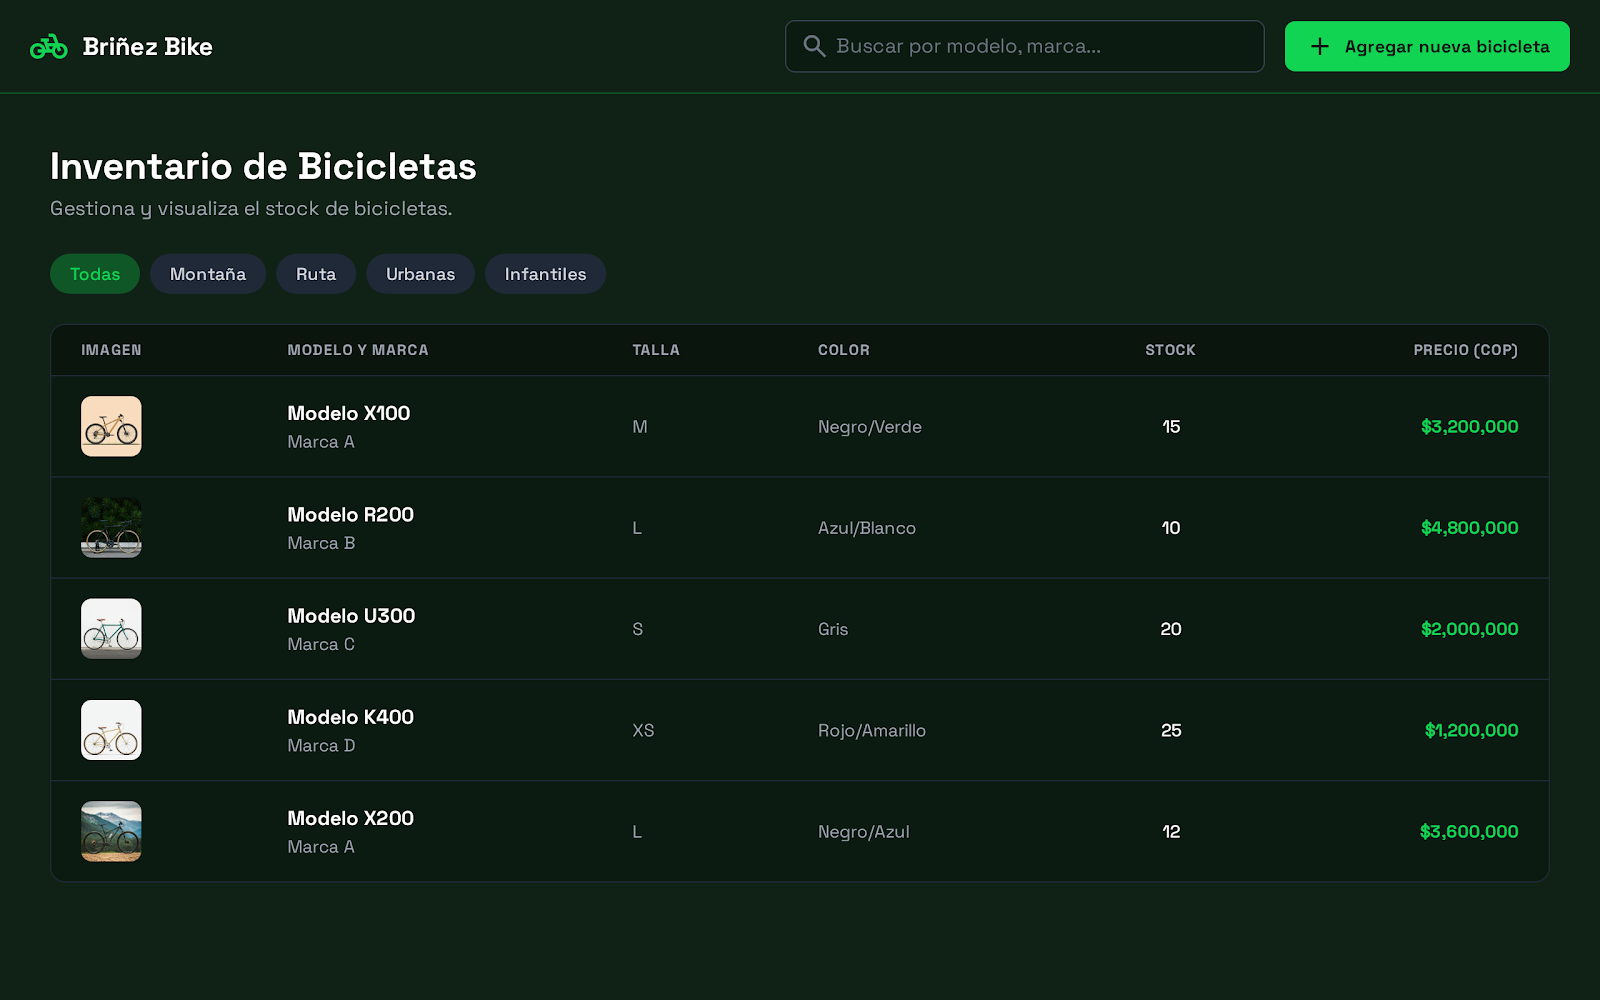 Briñez Bike
Buscar por modelo, marca...
Agregar nueva bicicleta
Inventario de Bicicletas
Gestiona y visualiza el stock de bicicletas.
Todas
Montaña
Ruta
Urbanas
Infantiles
IMAGEN MODELO Y MARCA TALLA COLOR STOCK PRECIO (COP)
Modelo X100
Marca A
M
Negro/Verde
15
$3,200,000
Modelo R200
Marca B
L
Azul/Blanco
10
$4,800,000
Modelo U300
Marca C
S
Gris
20
$2,000,000
Modelo K400
Marca D
XS
Rojo/Amarillo
25
$1,200,000
Modelo X200
Marca A
L
Negro/Azul
12
$3,600,000